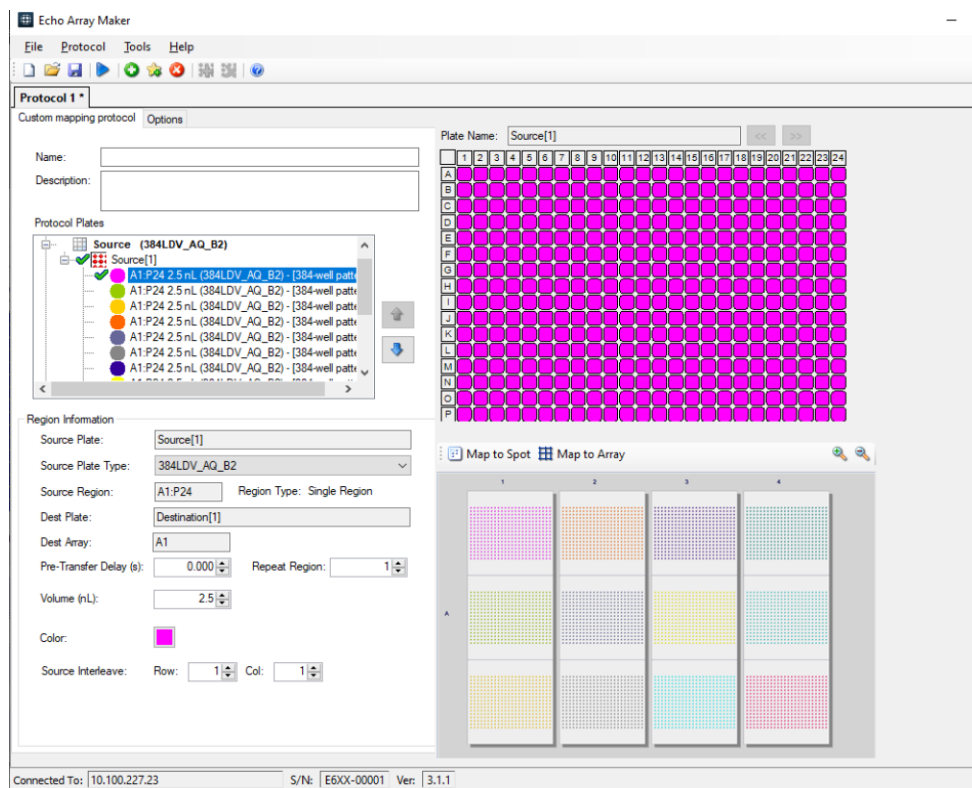 Echo Array Maker
File Protocol Tools Help
Protocol 1 *
Custom mapping protocol Options
Name:
Description:
Protocol Plates
Source (384LDV_AQ_B2)
Source[1]
A1:P24 2.5 nL (384LDV_AQ_B2) - [384-well patte
A1:P24 2.5 nL (384LDV_AQ_B2) - [384-well patte
A1:P24 2.5 nL (384LDV_AQ_B2) - [384-well patte
A1:P24 2.5 nL (384LDV_AQ_B2) - [384-well patte
A1:P24 2.5 nL (384LDV_AQ_B2) - [384-well patte
A1:P24 2.5 nL (384LDV_AQ_B2) - [384-well patte
A1:P24 2.5 nL (384LDV_AQ_B2) - [384-well patte
Region Information
Source Plate: Source[1]
Source Plate Type: 384LDV_AQ_B2
Source Region: A1:P24 Region Type: Single Region
Dest Plate: Destination[1]
Dest Array: A1
Pre-Transfer Delay (s): 0.000 Repeat Region: 1
Volume (nL): 2.5
Color:
Source Interleave: Row: 1 Col: 1
Plate Name: Source[1] << >>
1 2 3 4 5 6 7 8 9 10 11 12 13 14 15 16 17 18 19 20 21 22 23 24
A
B
C
D
E
F
G
H
I
J
K
L
M
N
O
P
Map to Spot Map to Array
1 2 3 4
A
Connected To: 10.100.227.23 S/N: E6XX-00001 Ver: 3.1.1